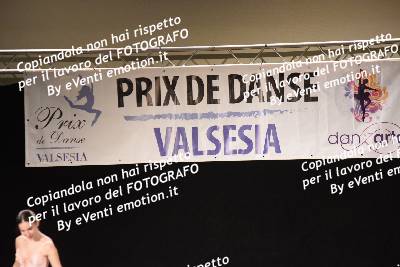 Copiandola non hai rispetto
per il lavoro del FOTOGRAFO
By eVenti emotion.it
Copiandola non hai rispetto
per il lavoro del FOTOGRAFO
By eVenti emotion.it
PRIX DE DANSE
VALSESIA
Prix
de Danse
VALSESIA
dan
art
Copiandola non hai rispetto
per il lavoro del FOTOGRAFO
By eVenti emotion.it
Copiandola non
per il lavoro del FOTOGRAFO
By eVenti emotion.it
rispetto